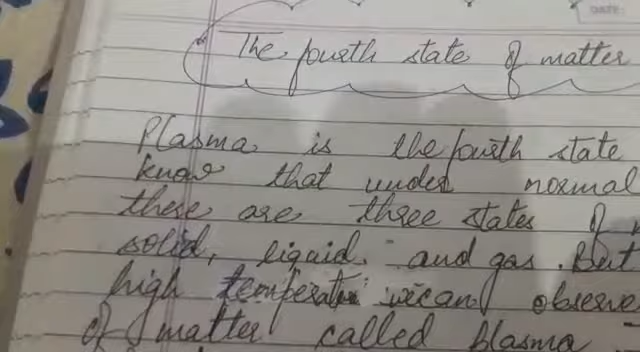 DATE:
The fourth state of matter
Plasma is the fourth state
know that under normal
there are three states of
solid, liquid, and gas. But
high temperature we can observe
of matter called plasma